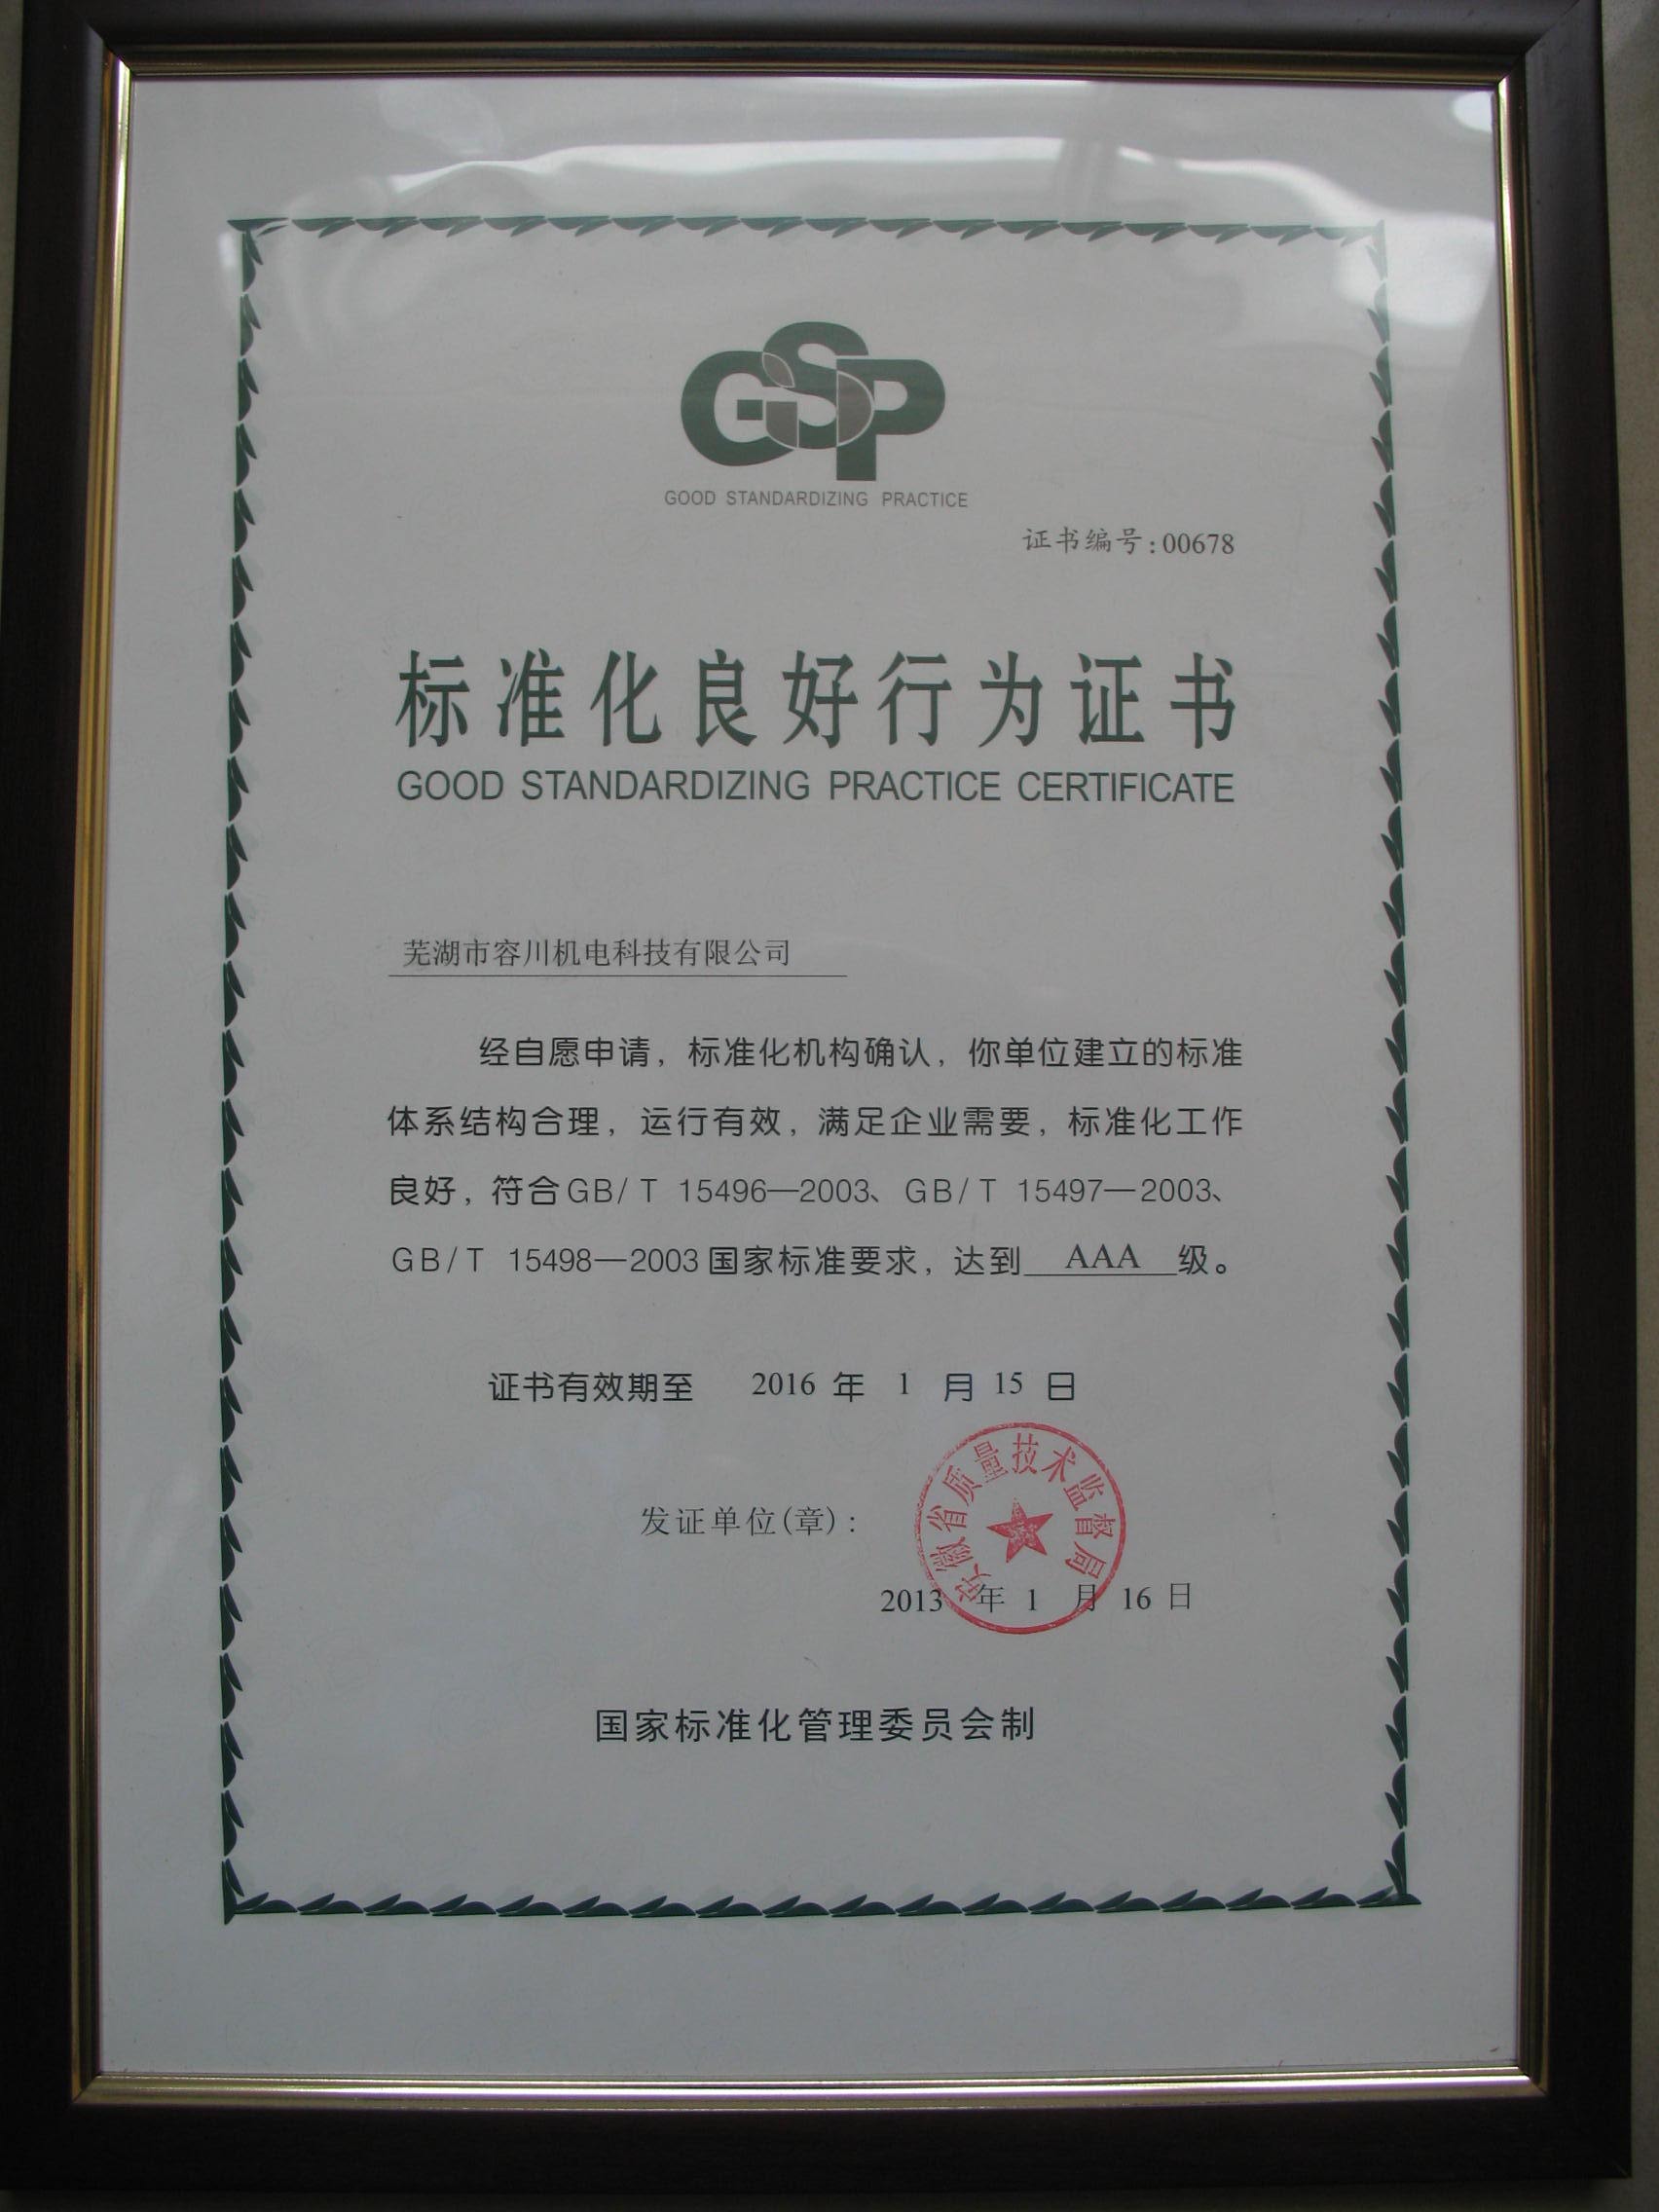 GSP
GOOD STANDARDIZING PRACTICE
证书编号:00678
标准化良好行为证书
GOOD STANDARDIZING PRACTICE CERTIFICATE
芜湖市容川机电科技有限公司
经自愿申请，标准化机构确认，你单位建立的标准
体系结构合理，运行有效，满足企业需要，标准化工作
良好，符合GB/T 15496—2003、GB/T 15497—2003、
GB/T 15498—2003国家标准要求，达到 AAA 级。
证书有效期至 2016 年 1 月 15 日
发证单位(章)：
安徽省质量技术监督局
2013 年 1 月 16 日
国家标准化管理委员会制